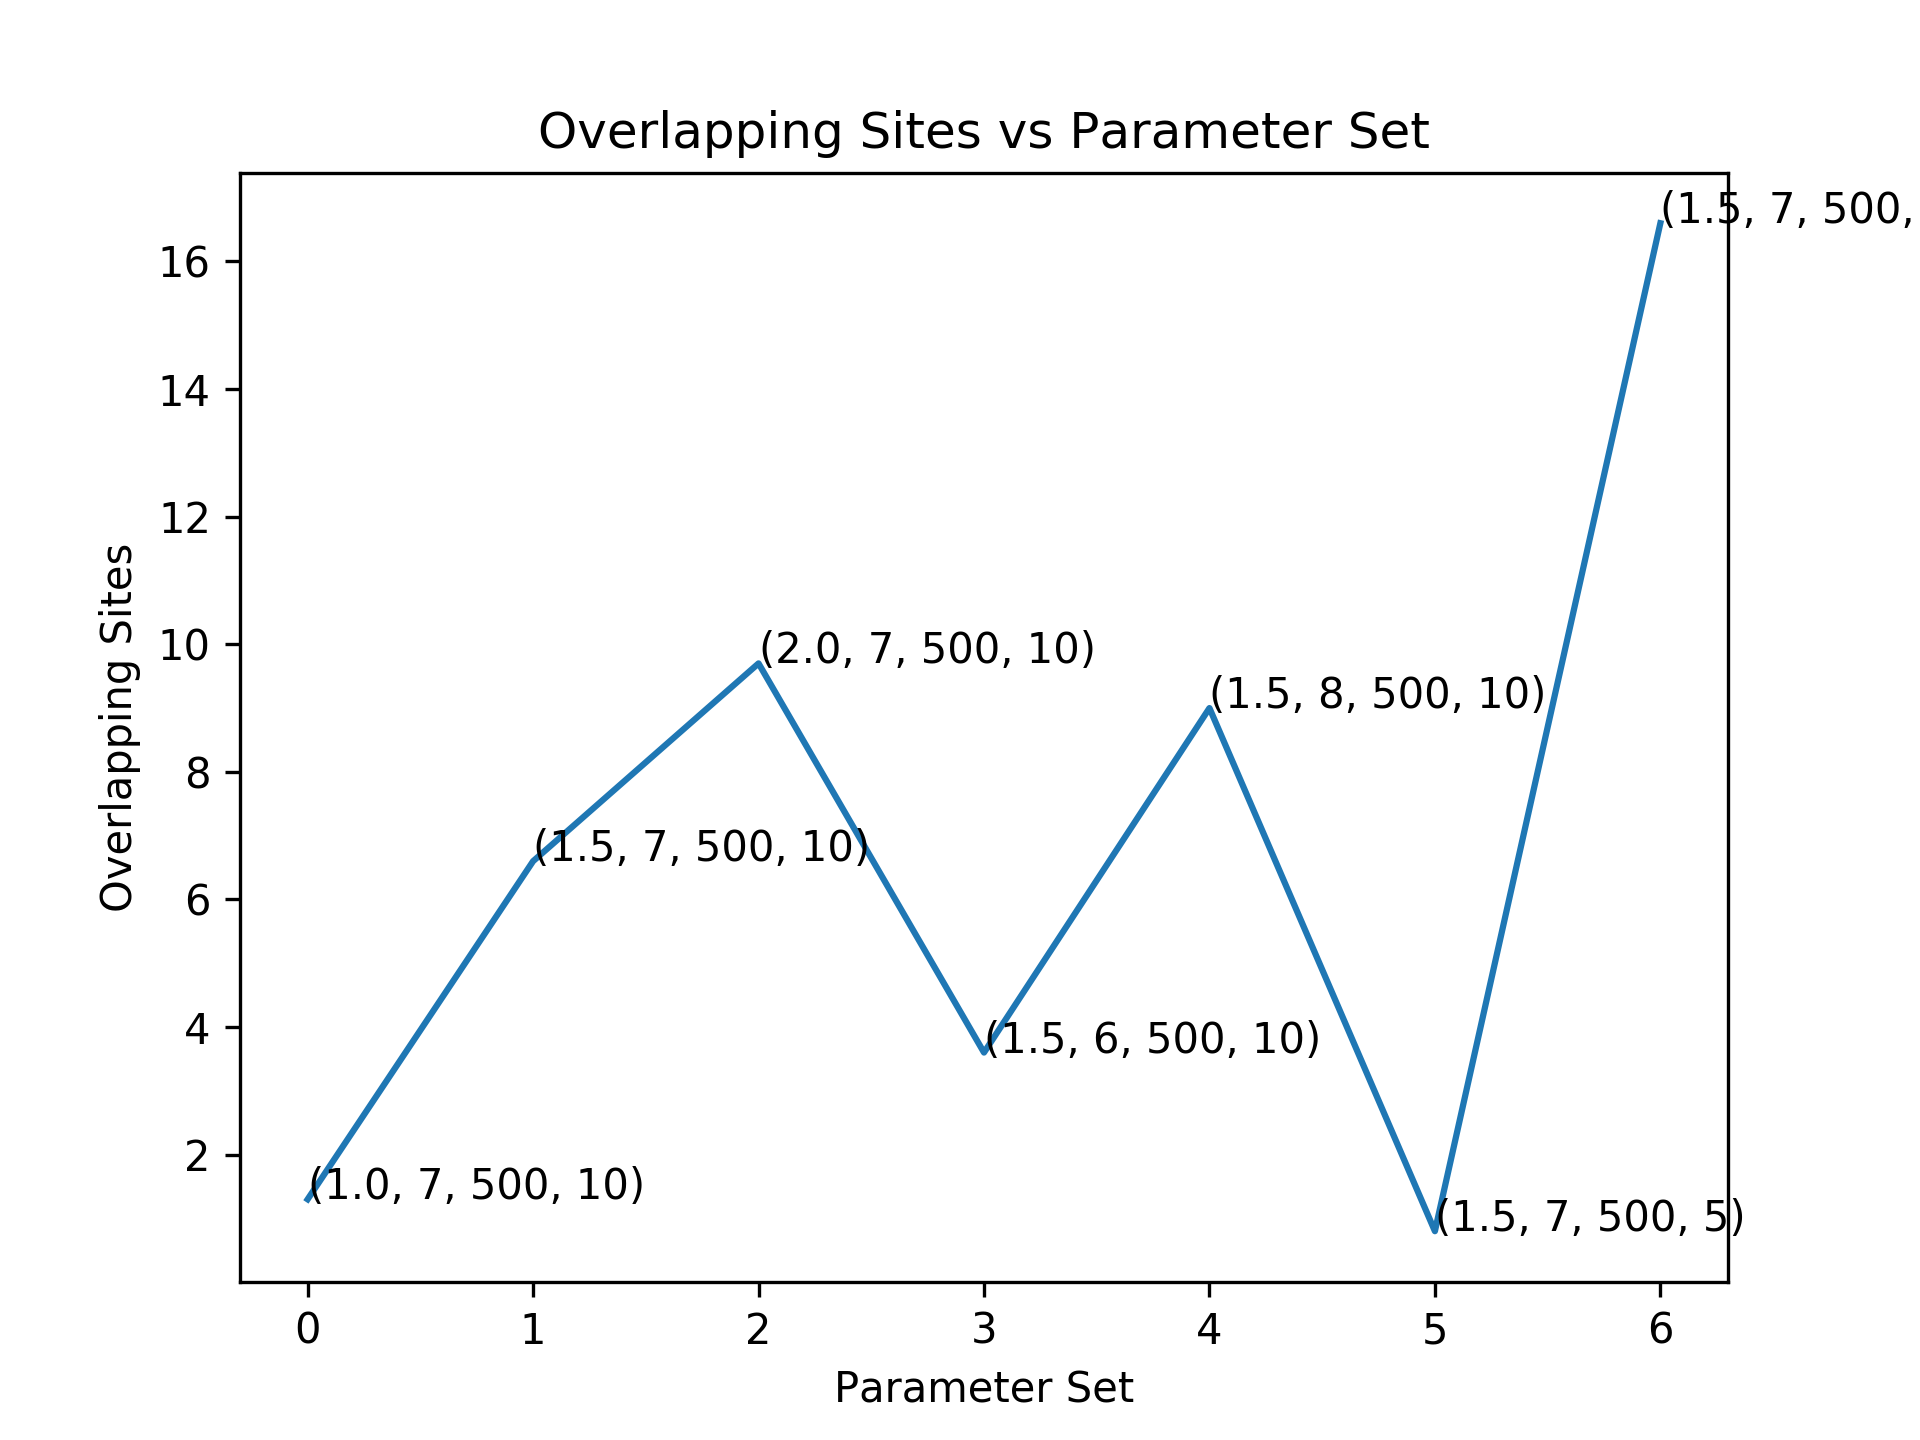 Overlapping Sites vs Parameter Set
(1.5, 7, 500,
16
14
12
10
8
6
4
2
Overlapping Sites
(2.0, 7, 500, 10)
(1.5, 8, 500, 10)
(1.5, 7, 500, 10)
(1.5, 6, 500, 10)
(1.0, 7, 500, 10)
(1.5, 7, 500, 5)
0 1 2 3 4 5 6
Parameter Set